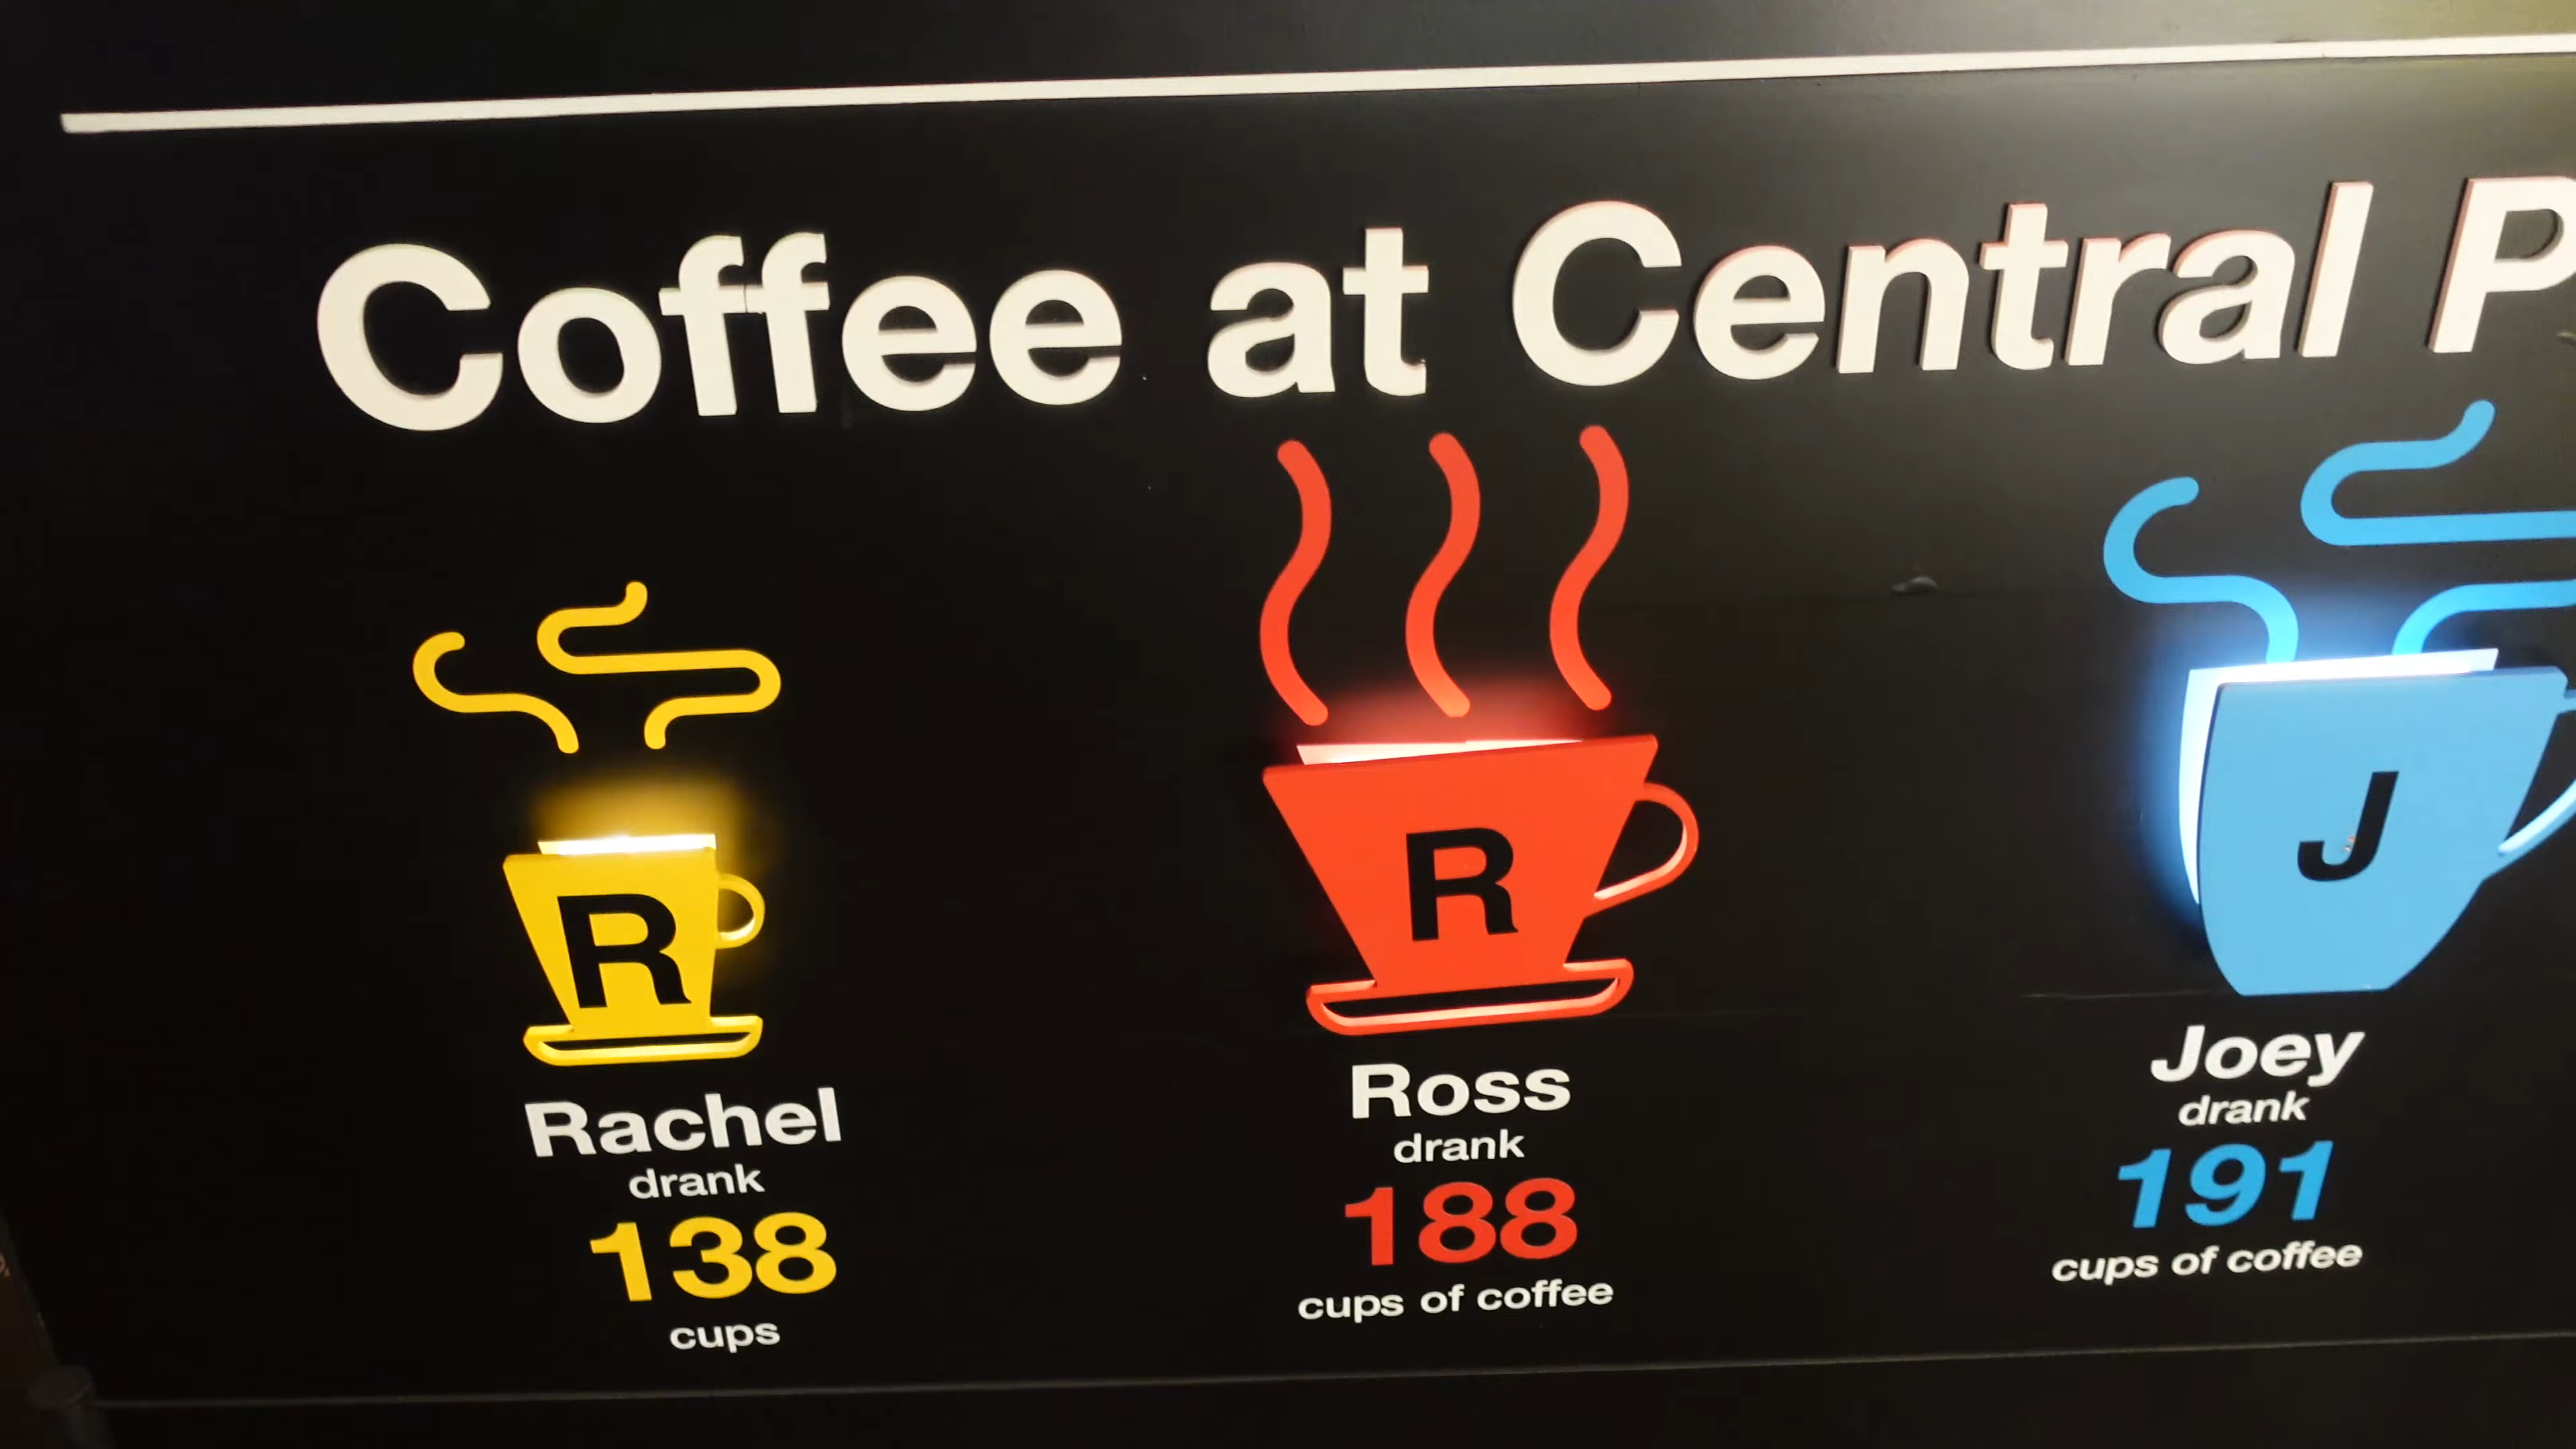 Coffee at Central P
R
Rachel
drank
138
cups
R
Ross
drank
188
cups of coffee
J
Joey
drank
191
cups of coffee